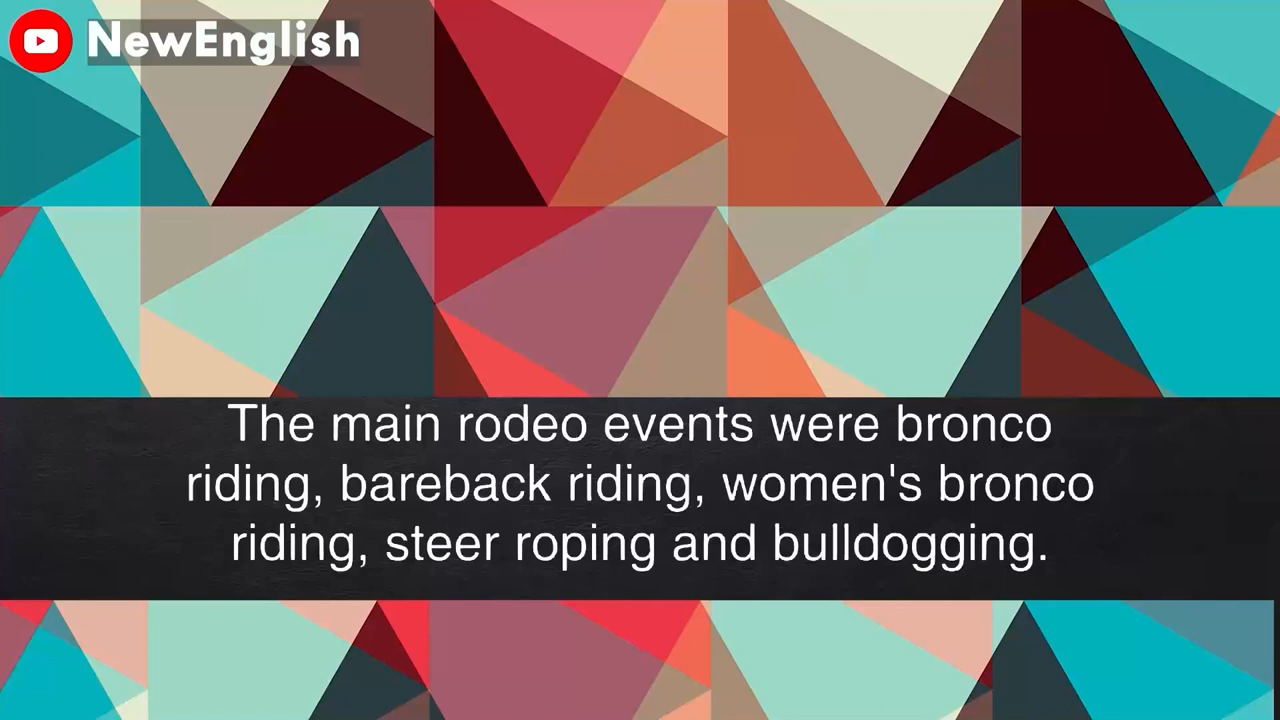 NewEnglish
The main rodeo events were bronco
riding, bareback riding, women's bronco
riding, steer roping and bulldogging.